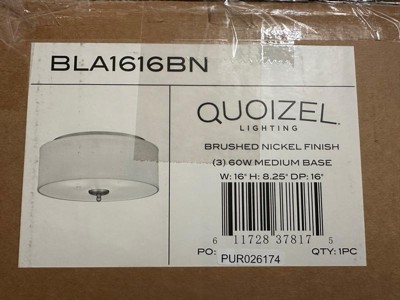 BLA1616BN
QUOIZEL.
LIGHTING
BRUSHED NICKEL FINISH
(3) 60W MEDIUM BASE
W: 16" H: 8.25" DP: 16"
6 11728 37817 5
PO: PUR026174 QTY: 1PC